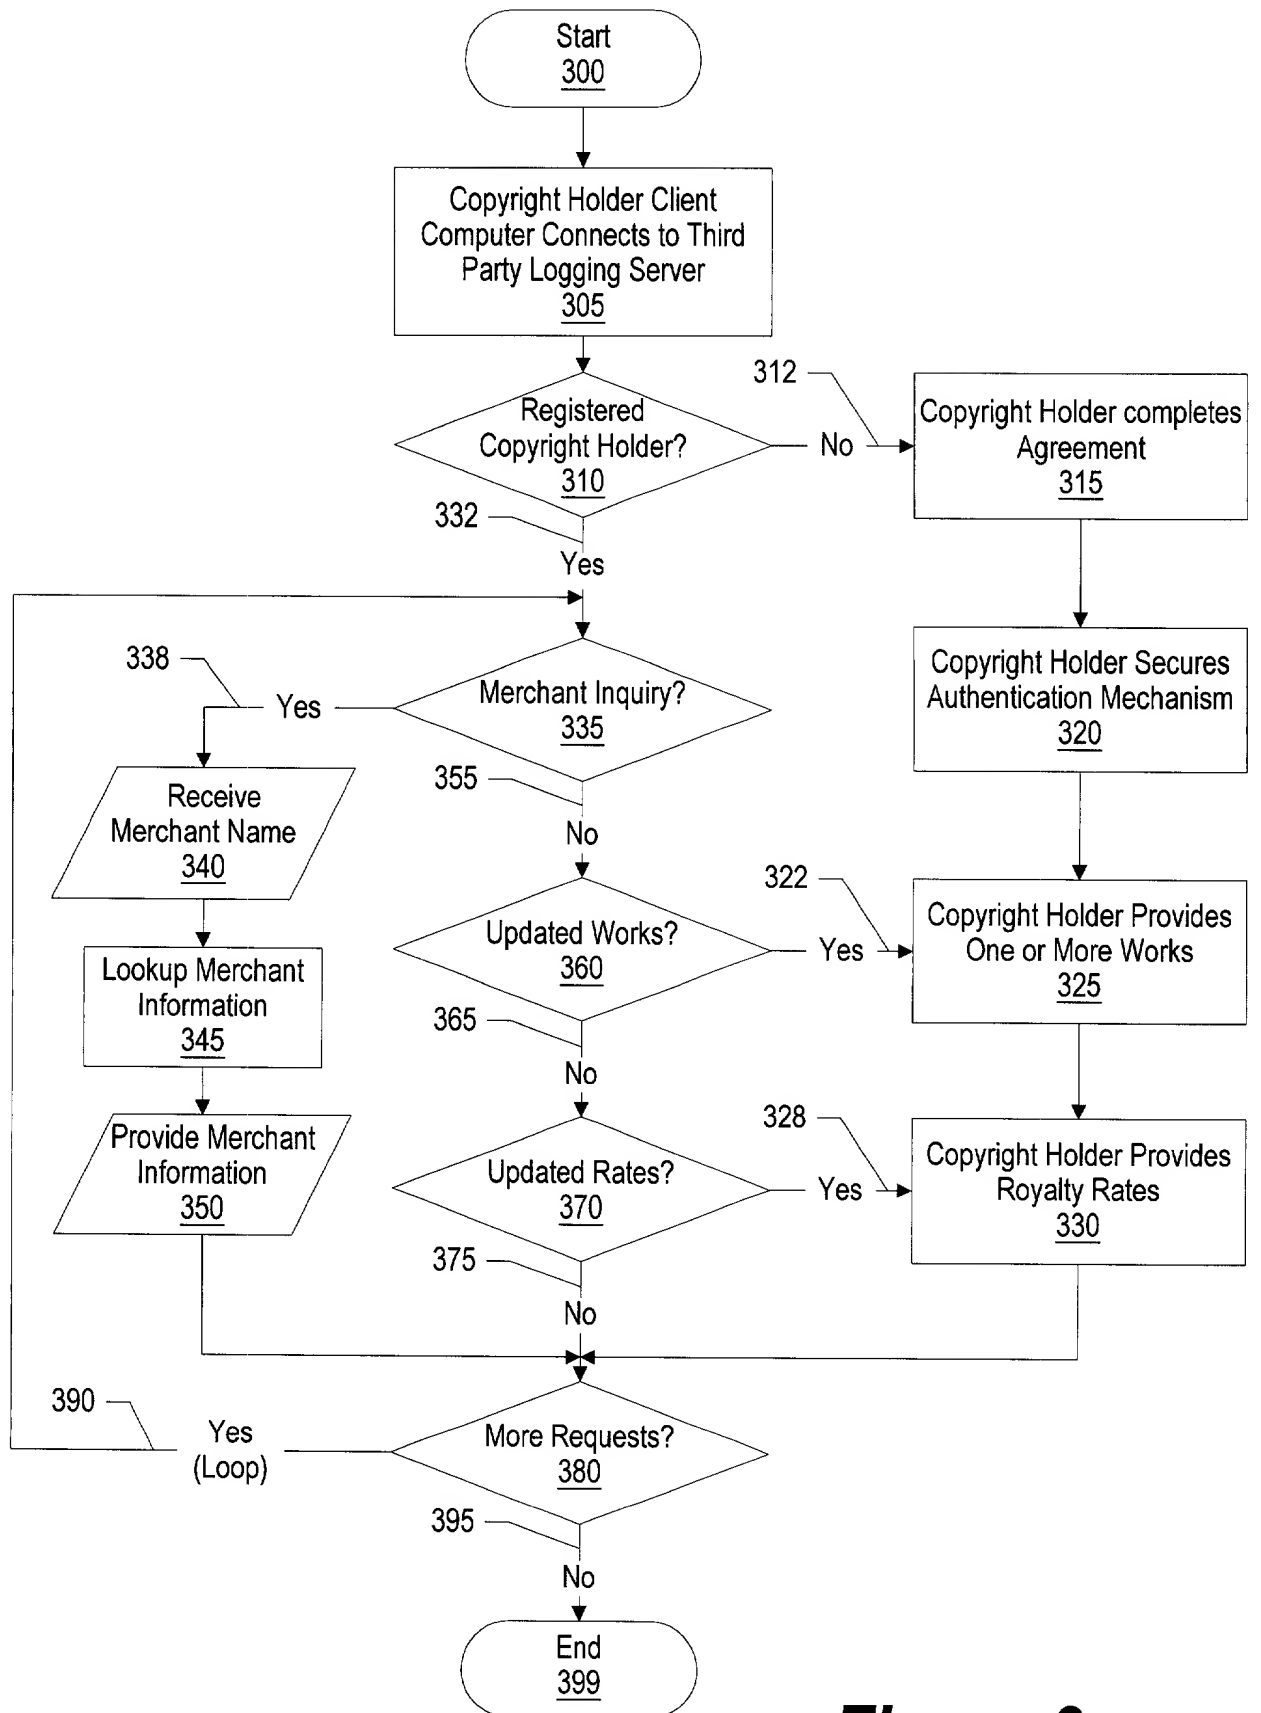 Start
300
Copyright Holder Client
Computer Connects to Third
Party Logging Server
305
312
Registered
Copyright Holder?
310
No
Copyright Holder completes
Agreement
315
332
Yes
338
Yes
Merchant Inquiry?
335
Copyright Holder Secures
Authentication Mechanism
320
355
No
Receive
Merchant Name
340
322
Updated Works?
360
Yes
Copyright Holder Provides
One or More Works
325
Lookup Merchant
Information
345
365
No
328
Provide Merchant
Information
350
Updated Rates?
370
Yes
Copyright Holder Provides
Royalty Rates
330
375
No
390
Yes
(Loop)
More Requests?
380
395
No
End
399